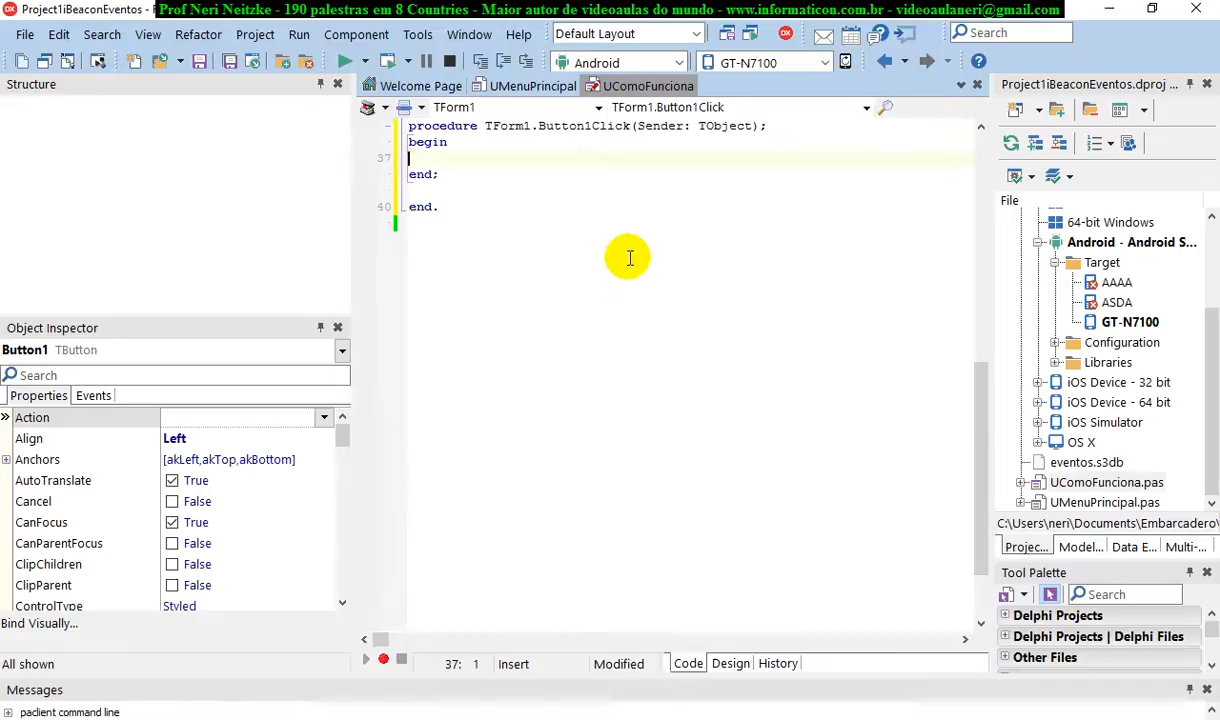 Project1iBeaconEventos - 
Prof Neri Neitzke - 190 palestras em 8 Countries - Maior autor de videoaulas do mundo - www.informaticon.com.br - videoaulaneri@gmail.com
File Edit Search View Refactor Project Run Component Tools Window Help Default Layout Search
Android GT-N7100
Structure
Welcome Page UMenuPrincipal UComoFunciona
Project1iBeaconEventos.dproj ...
TForm1 TForm1.Button1Click
procedure TForm1.Button1Click(Sender: TObject);
begin
37
end;
40 end.
File
64-bit Windows
Android - Android S...
Target
AAAA
ASDA
GT-N7100
Configuration
Libraries
iOS Device - 32 bit
iOS Device - 64 bit
iOS Simulator
OS X
eventos.s3db
UComoFunciona.pas
UMenuPrincipal.pas
C:\Users\neri\Documents\Embarcadero\
Projec... Model... Data E... Multi-...
Object Inspector
Button1 TButton
Search
Properties Events
Action
Align Left
Anchors [akLeft,akTop,akBottom]
AutoTranslate True
Cancel False
CanFocus True
CanParentFocus False
ClipChildren False
ClipParent False
ControlType Styled
Bind Visually...
All shown
37: 1 Insert Modified Code Design History
Tool Palette
Search
Delphi Projects
Delphi Projects | Delphi Files
Other Files
Messages
paclient command line